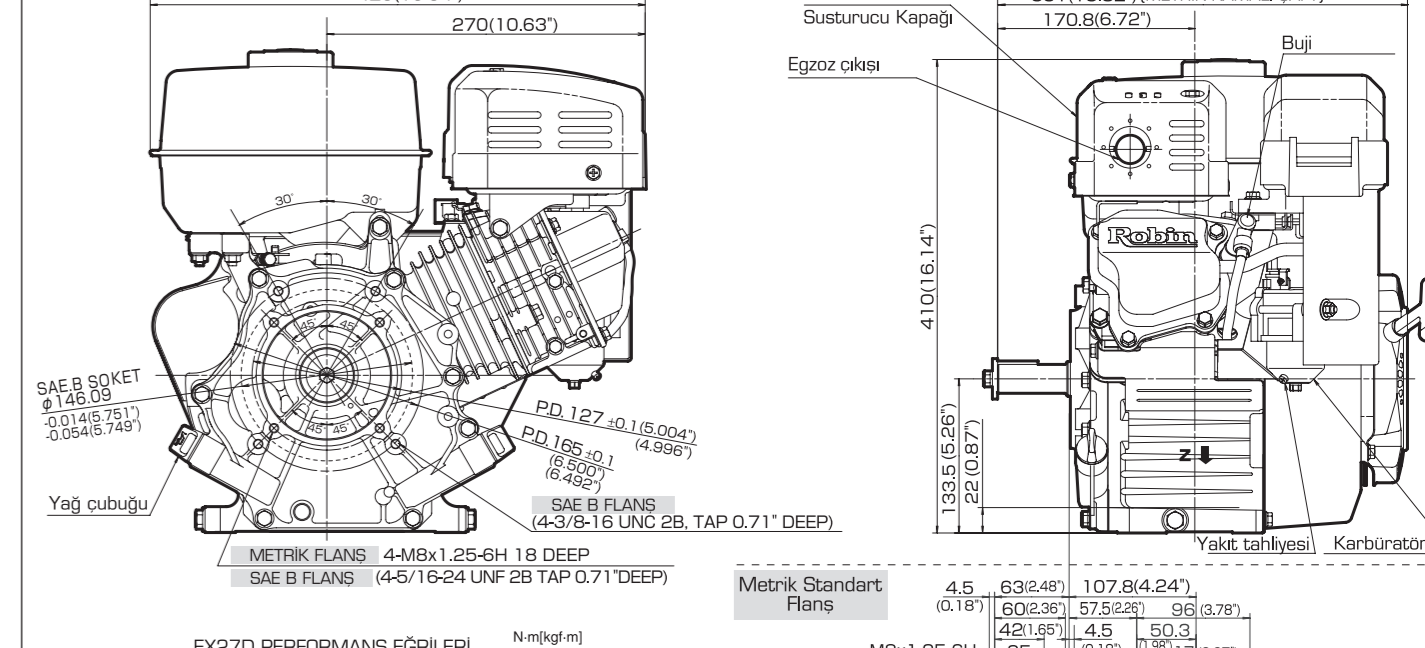 270(10.63")
30°
30°
45°
45°
45°
45°
SAE.B SOKET
ϕ146.09
-0.014(5.751")
-0.054(5.749")
Yağ çubuğu
P.D. 127 ±0.1(5.004")
(4.996")
P.D. 165 ±0.1
(6.500")
(6.492")
SAE B FLANŞ
(4-3/8-16 UNC 2B, TAP 0.71" DEEP)
METRİK FLANŞ 4-M8x1.25-6H 18 DEEP
SAE B FLANŞ (4-5/16-24 UNF 2B TAP 0.71"DEEP)
Susturucu Kapağı
170.8(6.72")
Egzoz çıkışı
Buji
Robin
410(16.14")
133.5 (5.26")
22 (0.87")
Z
Yakıt tahliyesi
Karbüratör
Metrik Standart
Flanş
4.5
(0.18")
63(2.48")
107.8(4.24")
60(2.36")
57.5(2.26")
96 (3.78")
42(1.65")
4.5
50.3
EX27D PERFORMANS EĞRİLERİ
N·m[kgf·m]